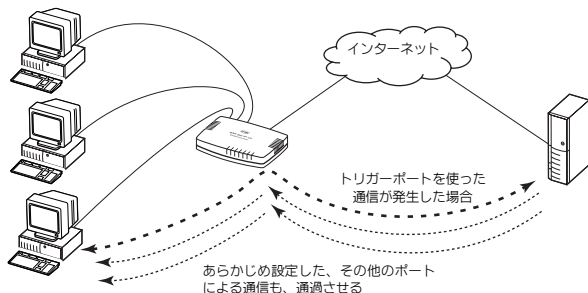 インターネット
トリガーポートを使った
通信が発生した場合
あらかじめ設定した、その他のポート
による通信も、通過させる